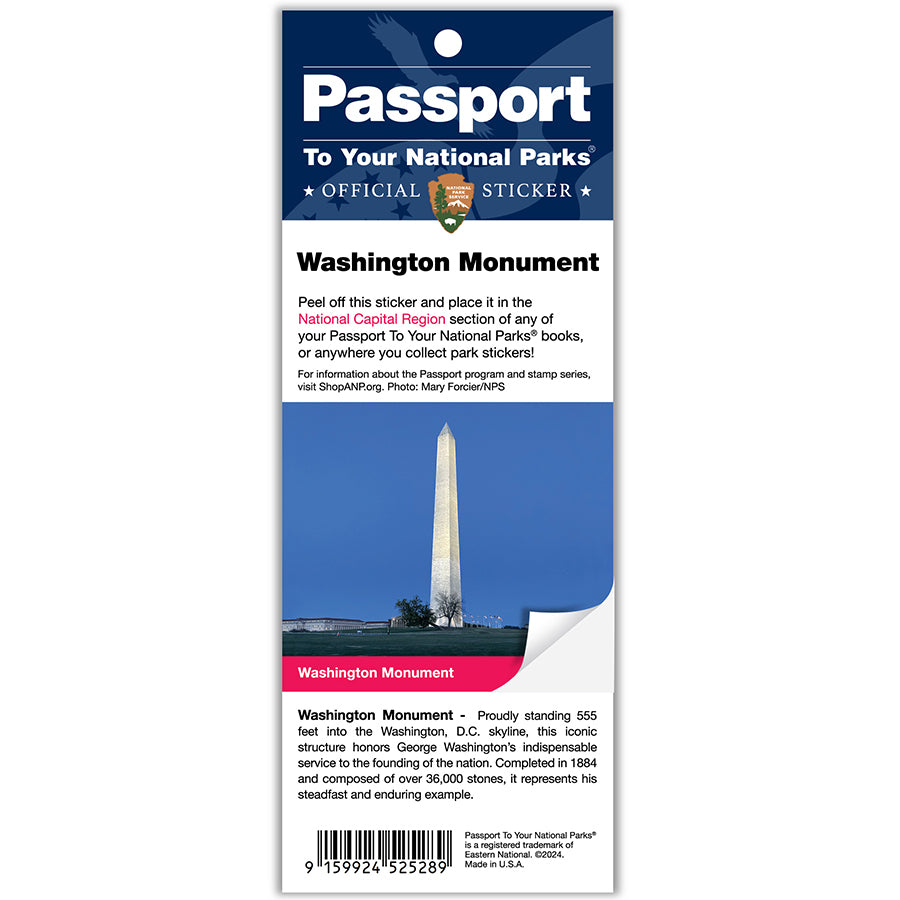 Passport
To Your National Parks®
★ OFFICIAL STICKER ★
NATIONAL
PARK
SERVICE
Washington Monument
Peel off this sticker and place it in the
National Capital Region section of any of
your Passport To Your National Parks® books,
or anywhere you collect park stickers!
For information about the Passport program and stamp series,
visit ShopANP.org. Photo: Mary Forcier/NPS
Washington Monument
Washington Monument - Proudly standing 555
feet into the Washington, D.C. skyline, this iconic
structure honors George Washington's indispensable
service to the founding of the nation. Completed in 1884
and composed of over 36,000 stones, it represents his
steadfast and enduring example.
9 159924 525289
Passport To Your National Parks®
is a registered trademark of
Eastern National. ©2024.
Made in U.S.A.